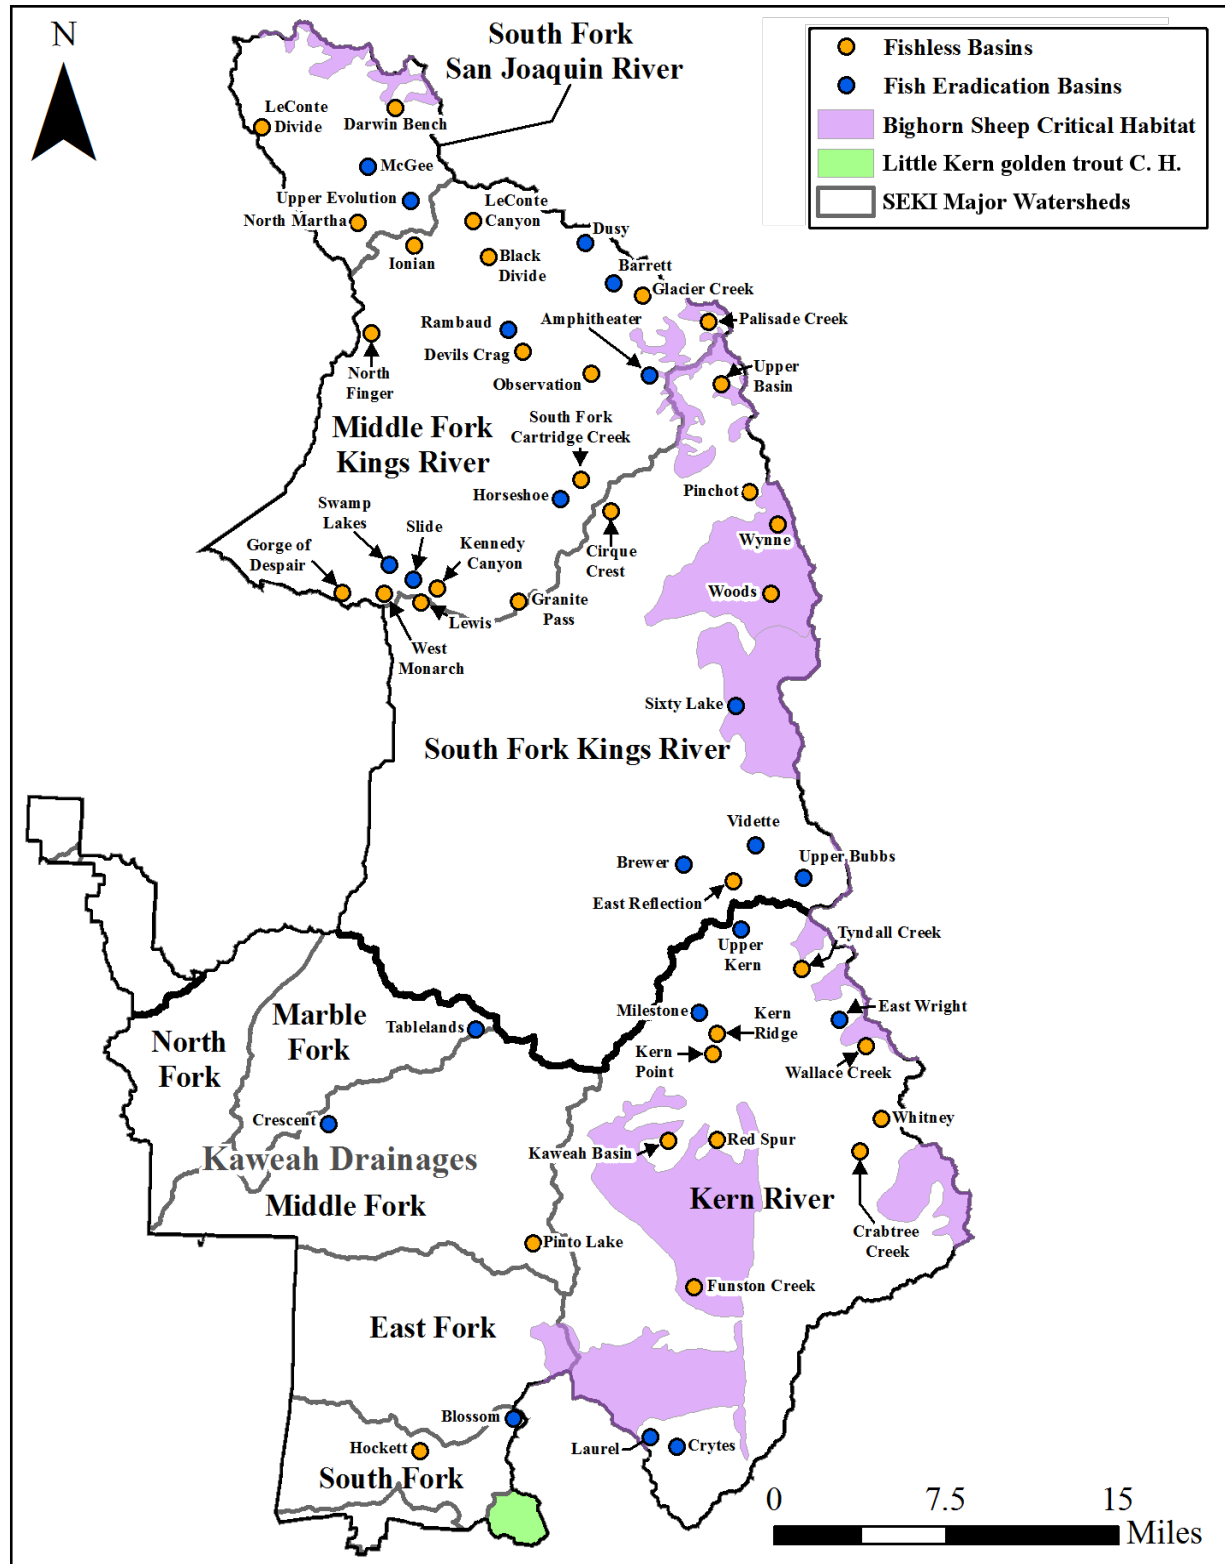 N
South Fork
San Joaquin River
Fishless Basins
Fish Eradication Basins
Bighorn Sheep Critical Habitat
Little Kern golden trout C. H.
SEKI Major Watersheds
LeConte
Divide
Darwin Bench
McGee
Upper Evolution
North Martha
LeConte
Canyon
Ionian
Black
Divide
Dusy
Barrett
Glacier Creek
Rambaud
Amphitheater
Palisade Creek
Devils Crag
North
Finger
Observation
Upper
Basin
Middle Fork
Kings River
South Fork
Cartridge Creek
Horseshoe
Pinchot
Swamp
Lakes
Slide
Kennedy
Canyon
Cirque
Crest
Wynne
Gorge of
Despair
Woods
Granite
Pass
Lewis
West
Monarch
Sixty Lake
South Fork Kings River
Vidette
Brewer
Upper Bubbs
East Reflection
Upper
Kern
Tyndall Creek
Marble
Fork
Tablelands
North
Fork
Milestone
Kern
Ridge
East Wright
Kern
Point
Wallace Creek
Crescent
Whitney
Kaweah Drainages
Kaweah Basin
Red Spur
Middle Fork
Kern River
Crabtree
Creek
Pinto Lake
Funston Creek
East Fork
Blossom
Hockett
South Fork
Laurel
Crytes
0 7.5 15
Miles